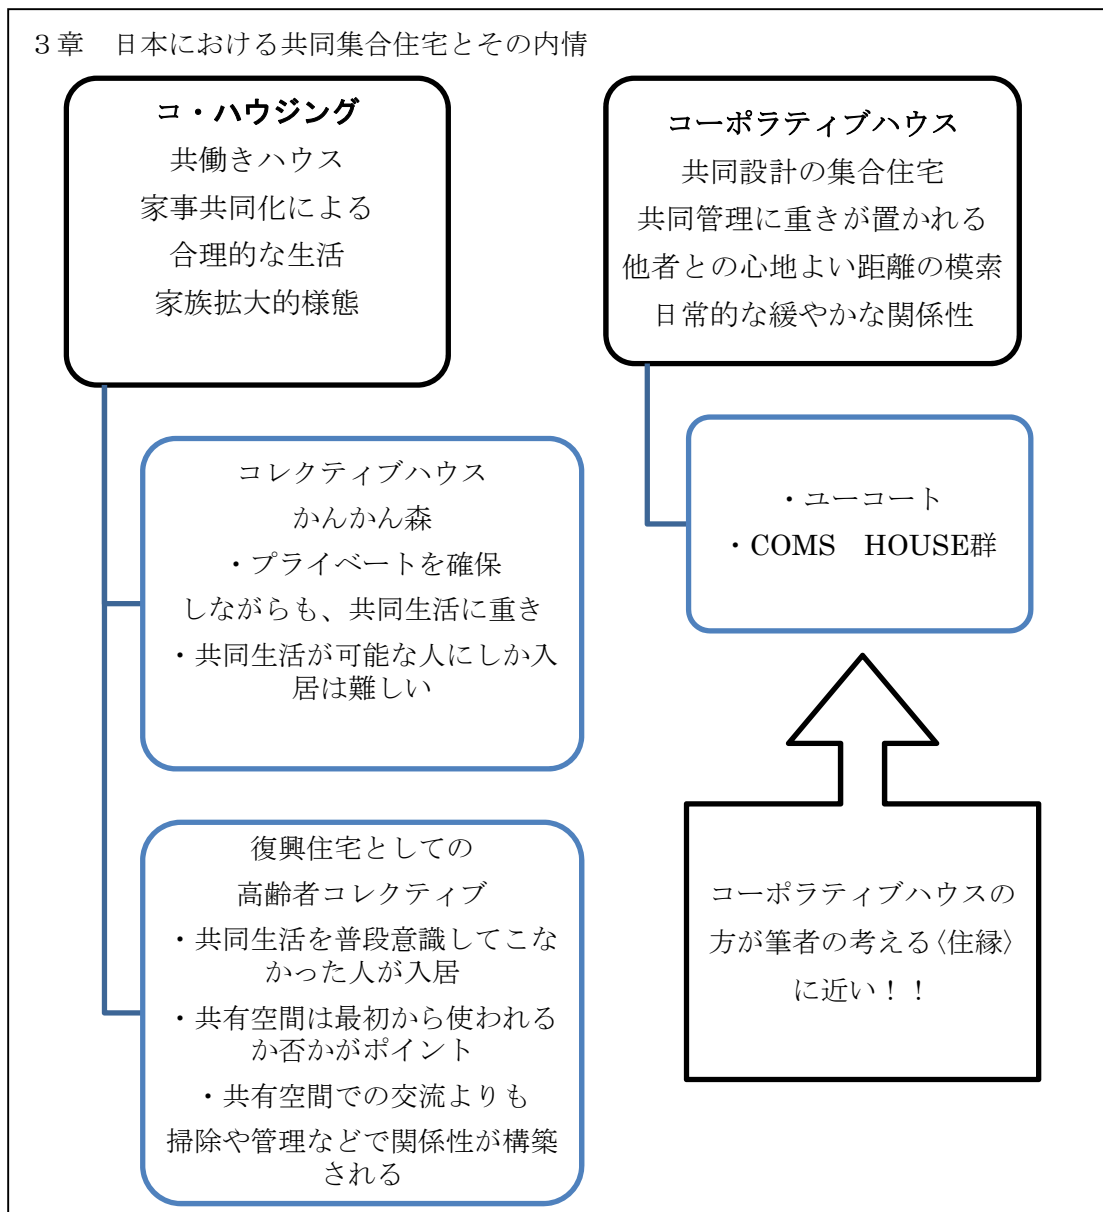 ３章　日本における共同集合住宅とその内情
コ・ハウジング
共働きハウス
家事共同化による
合理的な生活
家族拡大的様態
コーポラティブハウス
共同設計の集合住宅
共同管理に重きが置かれる
他者との心地よい距離の模索
日常的な緩やかな関係性
コレクティブハウス
かんかん森
・プライベートを確保
しながらも、共同生活に重き
・共同生活が可能な人にしか入
居は難しい
・ユーコート
・COMS　HOUSE群
復興住宅としての
高齢者コレクティブ
・共同生活を普段意識してこな
かった人が入居
・共有空間は最初から使われる
か否かがポイント
・共有空間での交流よりも
掃除や管理などで関係性が構築
される
コーポラティブハウスの
方が筆者の考える〈住縁〉
に近い！！